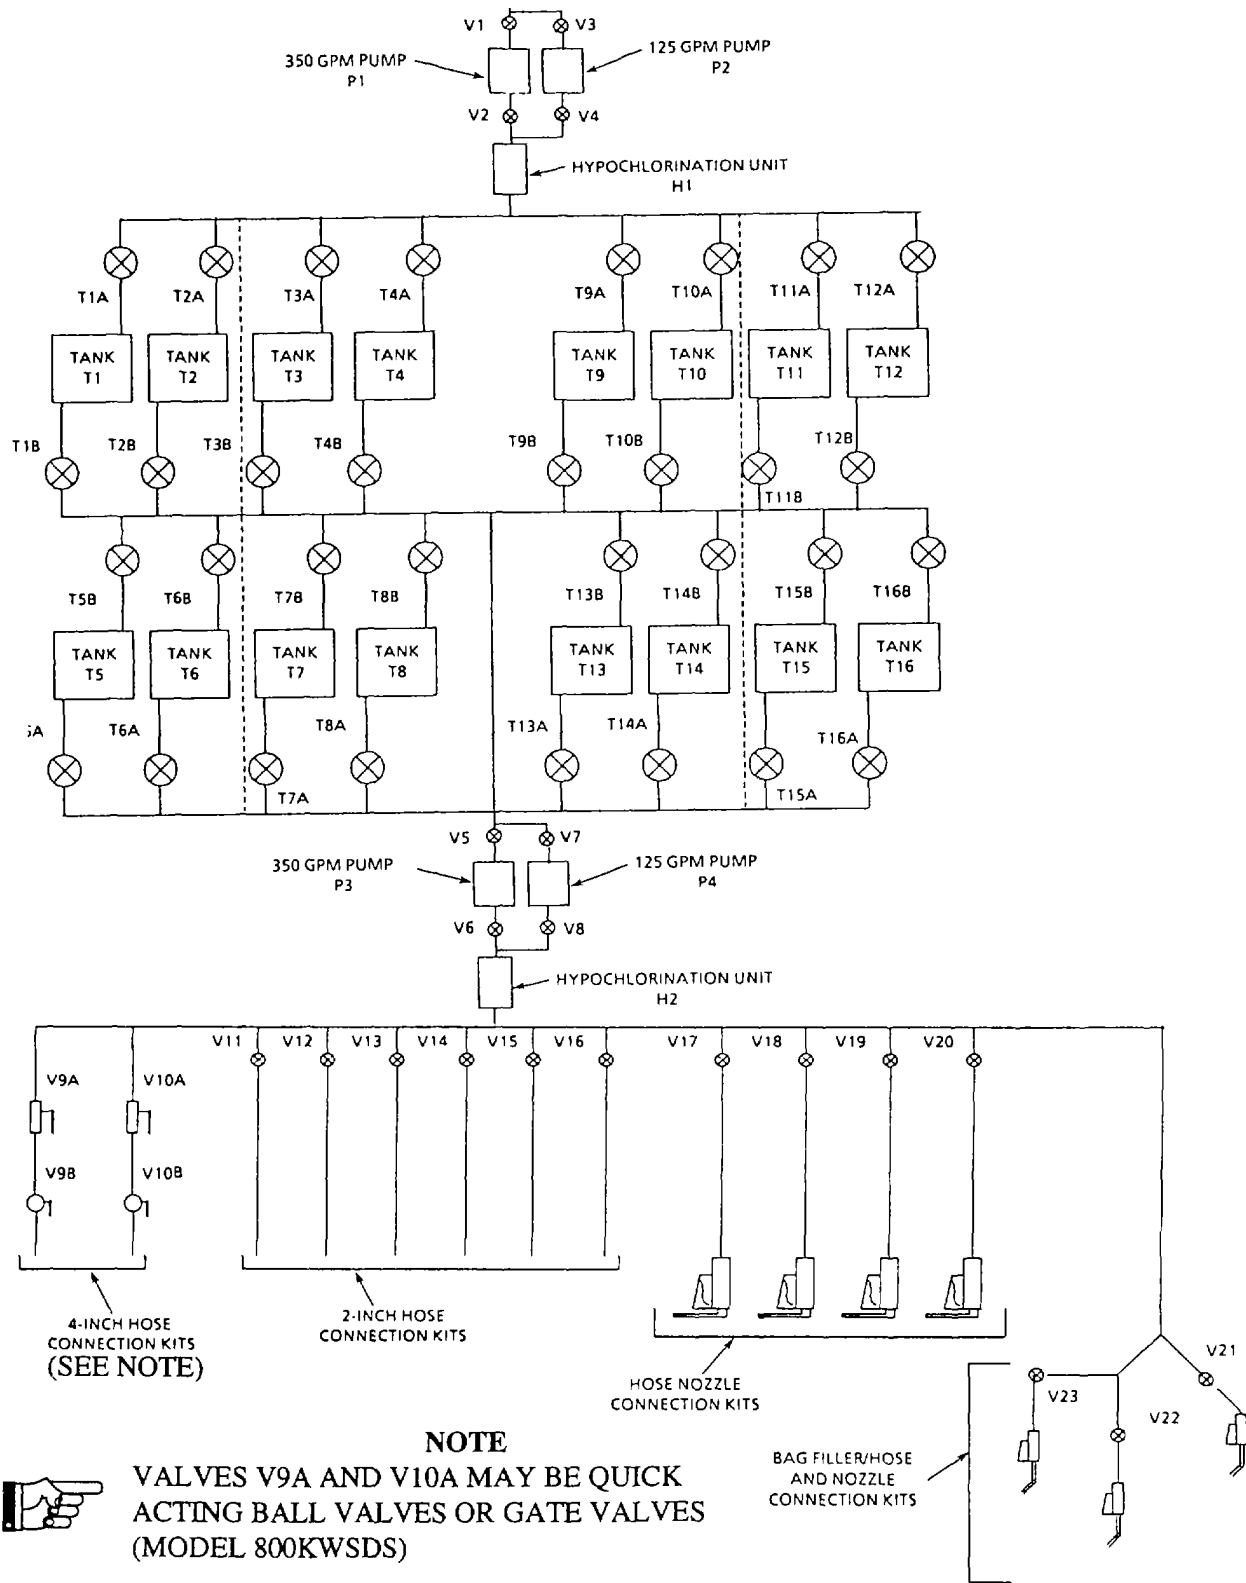 V1
V3
350 GPM PUMP
P1
125 GPM PUMP
P2
V2
V4
HYPOCHLORINATION UNIT
H1
T1A
T2A
T3A
T4A
T9A
T10A
T11A
T12A
TANK
T1
TANK
T2
TANK
T3
TANK
T4
TANK
T9
TANK
T10
TANK
T11
TANK
T12
T1B
T2B
T3B
T4B
T9B
T10B
T11B
T12B
T5B
T6B
T7B
T8B
T13B
T14B
T15B
T16B
TANK
T5
TANK
T6
TANK
T7
TANK
T8
TANK
T13
TANK
T14
TANK
T15
TANK
T16
T6A
T7A
T8A
T13A
T14A
T15A
T16A
V5
V7
350 GPM PUMP
P3
125 GPM PUMP
P4
V6
V8
HYPOCHLORINATION UNIT
H2
V11
V12
V13
V14
V15
V16
V17
V18
V19
V20
V9A
V10A
V9B
V10B
4-INCH HOSE
CONNECTION KITS
(SEE NOTE)
2-INCH HOSE
CONNECTION KITS
HOSE NOZZLE
CONNECTION KITS
V21
V23
V22
BAG FILLER/HOSE
AND NOZZLE
CONNECTION KITS
NOTE
VALVES V9A AND V10A MAY BE QUICK
ACTING BALL VALVES OR GATE VALVES
(MODEL 800KWSDS)